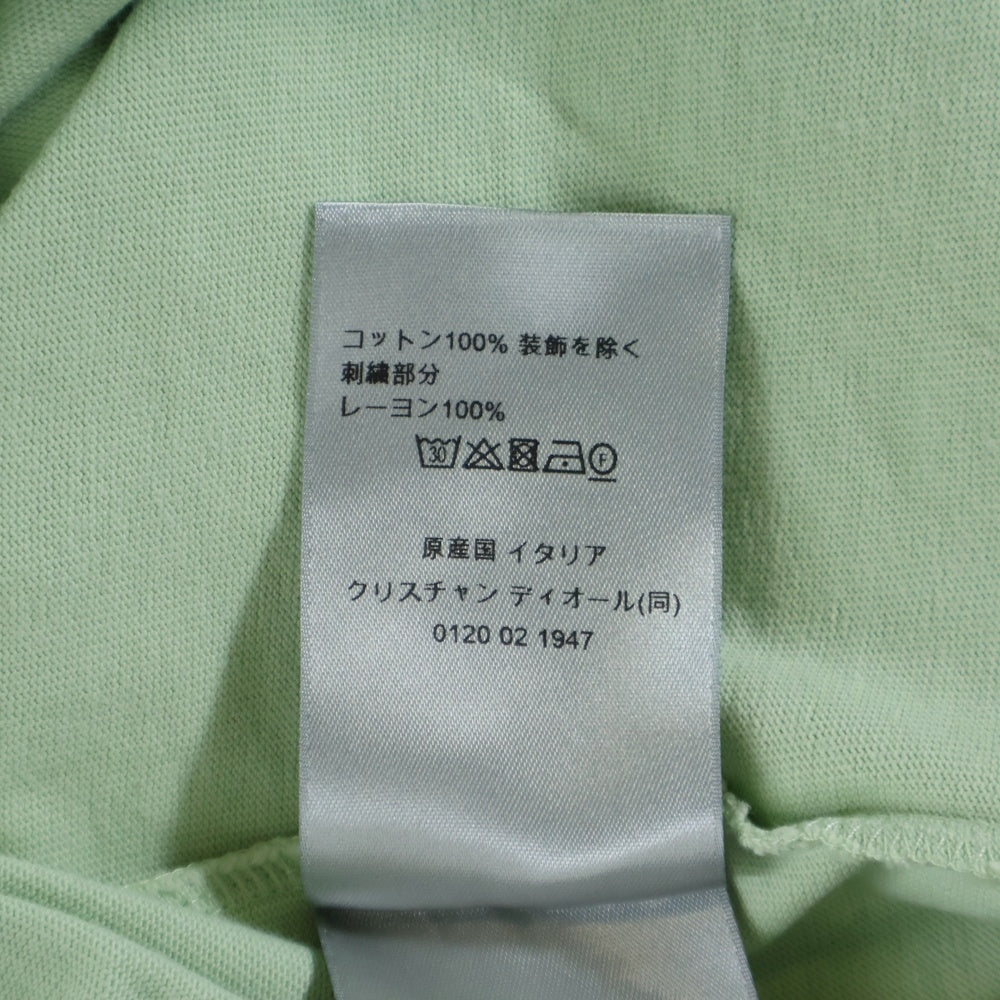 コットン100% 装飾を除く
刺繍部分
レーヨン100%
30 F
原産国 イタリア
クリスチャン ディオール(同)
0120 02 1947